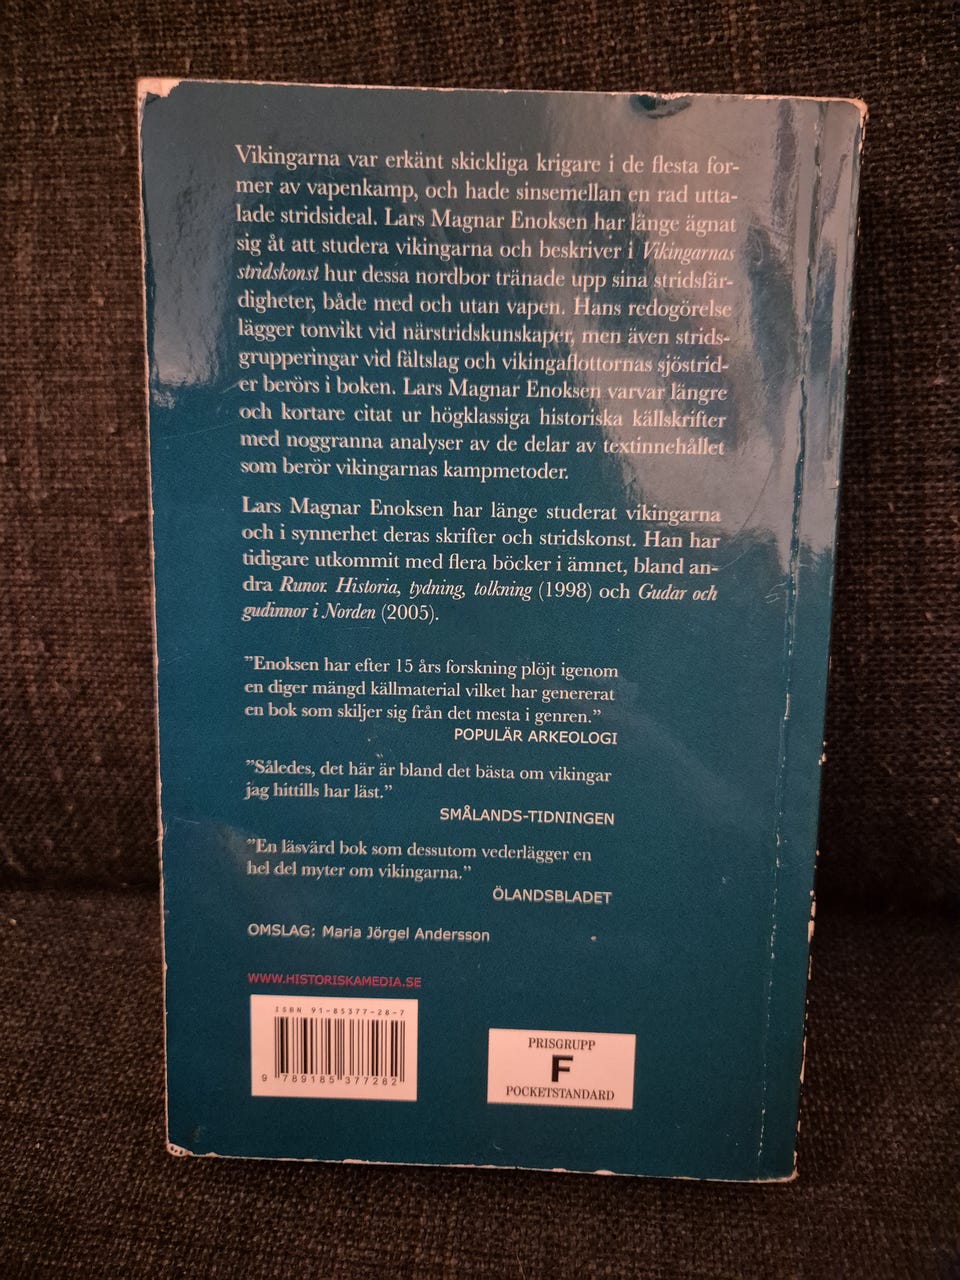 Vikingarna var erkänt skickliga krigare i de flesta for-
mer av vapenkamp, och hade sinsemellan en rad utta-
lade stridsideal. Lars Magnar Enoksen har länge ägnat
sig åt att studera vikingarna och beskriver i Vikingarnas
stridskonst hur dessa nordbor tränade upp sina stridsfär-
digheter, både med och utan vapen. Hans redogörelse
lägger tonvikt vid närstridskunskaper, men även strids-
grupperingar vid fältslag och vikingaflottornas sjöstrid-
er berörs i boken. Lars Magnar Enoksen varvar längre
och kortare citat ur högklassiga historiska källskrifter
med noggranna analyser av de delar av textinnehållet
som berör vikingarnas kampmetoder.
Lars Magnar Enoksen har länge studerat vikingarna
och i synnerhet deras skrifter och stridskonst. Han har
tidigare utkommit med flera böcker i ämnet, bland an-
dra Runor. Historia, tydning, tolkning (1998) och Gudar och
gudinnor i Norden (2005).
”Enoksen har efter 15 års forskning plöjt igenom
en diger mängd källmaterial vilket har genererat
en bok som skiljer sig från det mesta i genren.”
POPULÄR ARKEOLOGI
”Således, det här är bland det bästa om vikingar
jag hittills har läst.”
SMÅLANDS-TIDNINGEN
”En läsvärd bok som dessutom vederlägger en
hel del myter om vikingarna.”
ÖLANDSBLADET
OMSLAG: Maria Jörgel Andersson
WWW.HISTORISKAMEDIA.SE
ISBN 91-85377-28-7
9 789185 377282
PRISGRUPP
F
POCKETSTANDARD